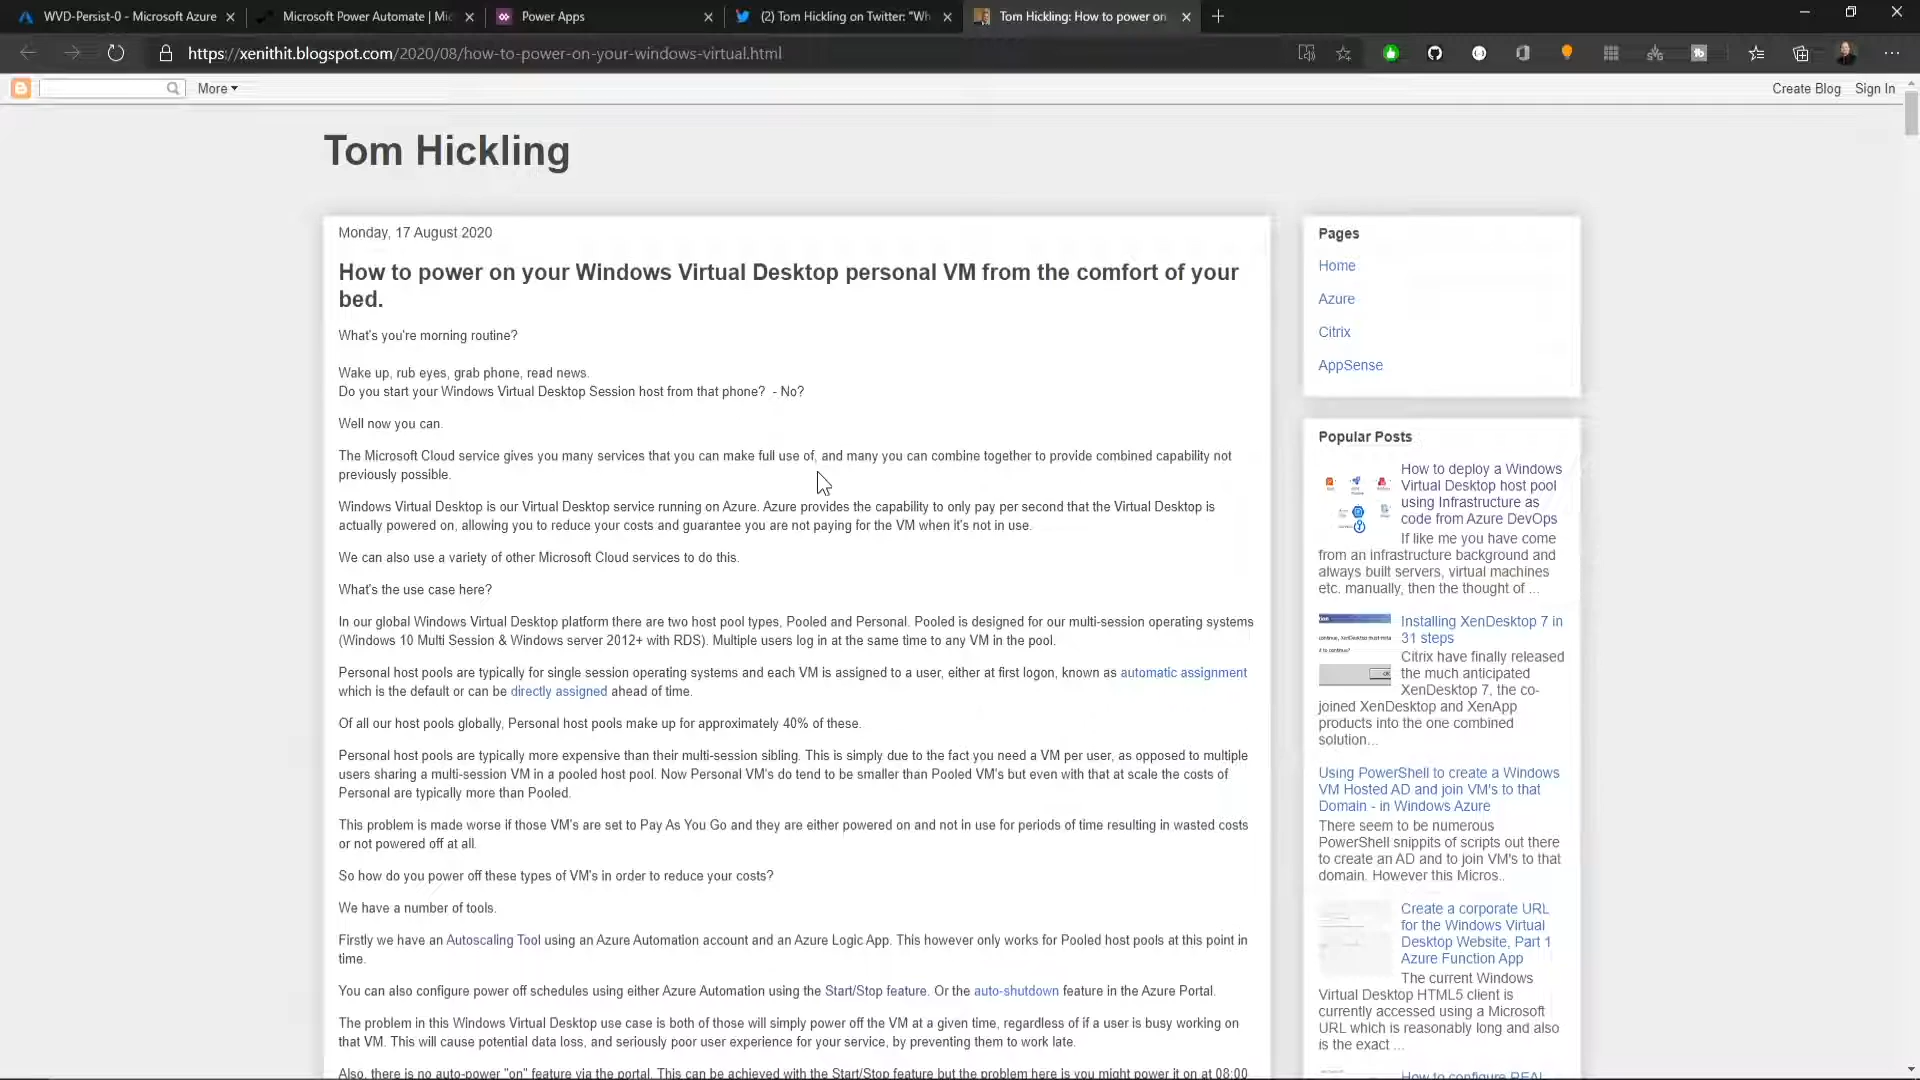 WVD-Persist-0 - Microsoft Azure
Microsoft Power Automate | Mic
Power Apps
(2) Tom Hickling on Twitter: "Wh
Tom Hickling: How to power on
https://xenithit.blogspot.com/2020/08/how-to-power-on-your-windows-virtual.html
More
Create Blog
Sign In
Tom Hickling
Monday, 17 August 2020
How to power on your Windows Virtual Desktop personal VM from the comfort of your
bed.
What's you're morning routine?
Wake up, rub eyes, grab phone, read news.
Do you start your Windows Virtual Desktop Session host from that phone?  - No?
Well now you can.
The Microsoft Cloud service gives you many services that you can make full use of, and many you can combine together to provide combined capability not
previously possible.
Windows Virtual Desktop is our Virtual Desktop service running on Azure. Azure provides the capability to only pay per second that the Virtual Desktop is
actually powered on, allowing you to reduce your costs and guarantee you are not paying for the VM when it's not in use.
We can also use a variety of other Microsoft Cloud services to do this.
What's the use case here?
In our global Windows Virtual Desktop platform there are two host pool types, Pooled and Personal. Pooled is designed for our multi-session operating systems
(Windows 10 Multi Session & Windows server 2012+ with RDS). Multiple users log in at the same time to any VM in the pool.
Personal host pools are typically for single session operating systems and each VM is assigned to a user, either at first logon, known as automatic assignment
which is the default or can be directly assigned ahead of time.
Of all our host pools globally, Personal host pools make up for approximately 40% of these.
Personal host pools are typically more expensive than their multi-session sibling. This is simply due to the fact you need a VM per user, as opposed to multiple
users sharing a multi-session VM in a pooled host pool. Now Personal VM's do tend to be smaller than Pooled VM's but even with that at scale the costs of
Personal are typically more than Pooled.
This problem is made worse if those VM's are set to Pay As You Go and they are either powered on and not in use for periods of time resulting in wasted costs
or not powered off at all.
So how do you power off these types of VM's in order to reduce your costs?
We have a number of tools.
Firstly we have an Autoscaling Tool using an Azure Automation account and an Azure Logic App. This however only works for Pooled host pools at this point in
time.
You can also configure power off schedules using either Azure Automation using the Start/Stop feature. Or the auto-shutdown feature in the Azure Portal.
The problem in this Windows Virtual Desktop use case is both of those will simply power off the VM at a given time, regardless of if a user is busy working on
that VM. This will cause potential data loss, and seriously poor user experience for your service, by preventing them to work late.
Also, there is no auto-power "on" feature via the portal. This can be achieved with the Start/Stop feature but the problem here is you might power it on at 08:00
Pages
Home
Azure
Citrix
AppSense
Popular Posts
How to deploy a Windows
Virtual Desktop host pool
using Infrastructure as
code from Azure DevOps
If like me you have come
from an infrastructure background and
always built servers, virtual machines
etc. manually, then the thought of ...
Installing XenDesktop 7 in
31 steps
Citrix have finally released
the much anticipated
XenDesktop 7, the co-
joined XenDesktop and XenApp
products into the one combined
solution...
Using PowerShell to create a Windows
VM Hosted AD and join VM's to that
Domain - in Windows Azure
There seem to be numerous
PowerShell snippits of scripts out there
to create an AD and to join VM's to that
domain. However this Micros..
Create a corporate URL
for the Windows Virtual
Desktop Website, Part 1
Azure Function App
The current Windows
Virtual Desktop HTML5 client is
currently accessed using a Microsoft
URL which is reasonably long and also
is the exact ...
How to configure REAL